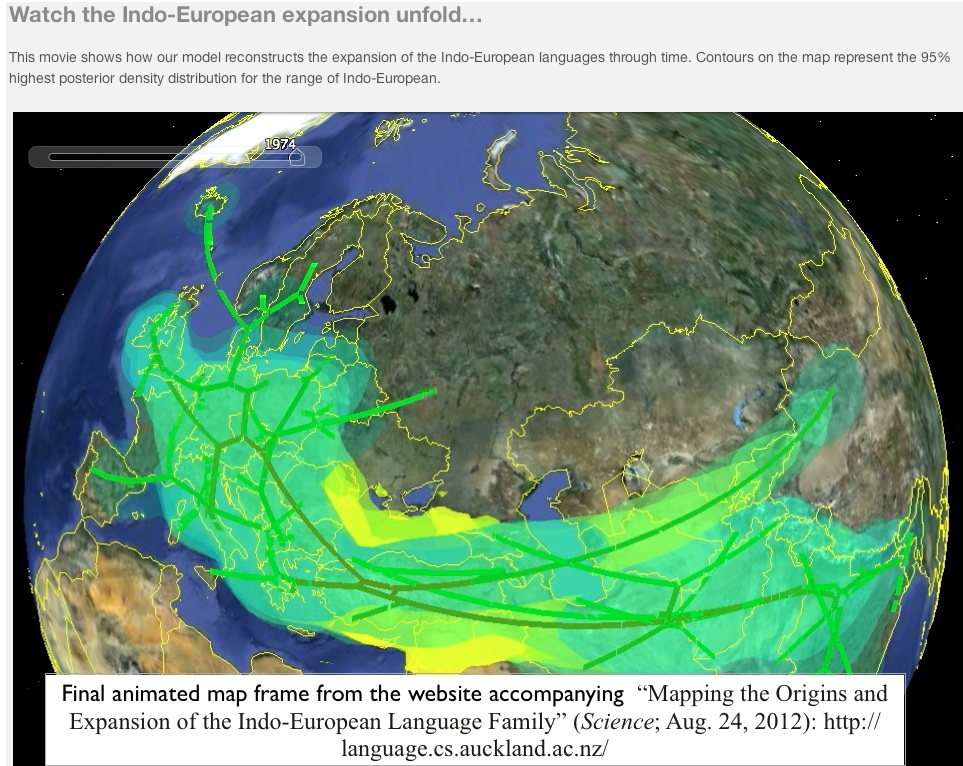 Watch the Indo-European expansion unfold...
This movie shows how our model reconstructs the expansion of the Indo-European languages through time. Contours on the map represent the 95%
highest posterior density distribution for the range of Indo-European.
1974
Final animated map frame from the website accompanying “Mapping the Origins and
Expansion of the Indo-European Language Family” (Science; Aug. 24, 2012): http://
language.cs.auckland.ac.nz/